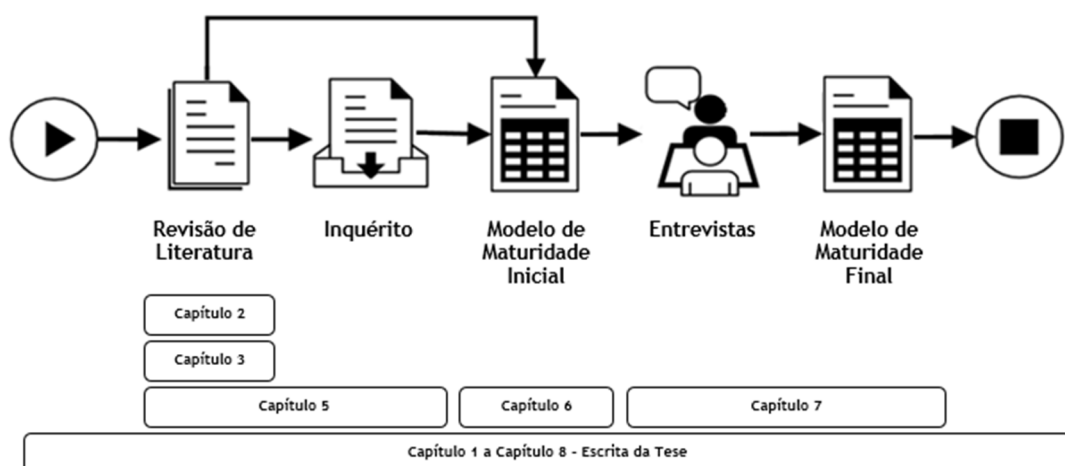 Revisão de
Literatura
Inquérito
Modelo de
Maturidade
Inicial
Entrevistas
Modelo de
Maturidade
Final
Capítulo 2
Capítulo 3
Capítulo 5
Capítulo 6
Capítulo 7
Capítulo 1 a Capítulo 8 - Escrita da Tese